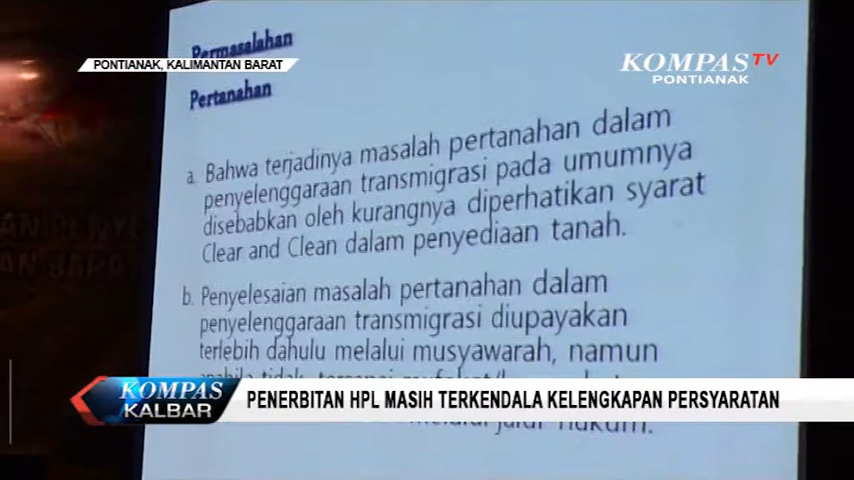 Permasalahan
PONTIANAK, KALIMANTAN BARAT
KOMPAS TV
PONTIANAK
Pertanahan
a. Bahwa terjadinya masalah pertanahan dalam
penyelenggaraan transmigrasi pada umumnya
disebabkan oleh kurangnya diperhatikan syarat
Clear and Clean dalam penyediaan tanah.
b. Penyelesaian masalah pertanahan dalam
penyelenggaraan transmigrasi diupayakan
terlebih dahulu melalui musyawarah, namun
KOMPAS
KALBAR
PENERBITAN HPL MASIH TERKENDALA KELENGKAPAN PERSYARATAN
hukum.